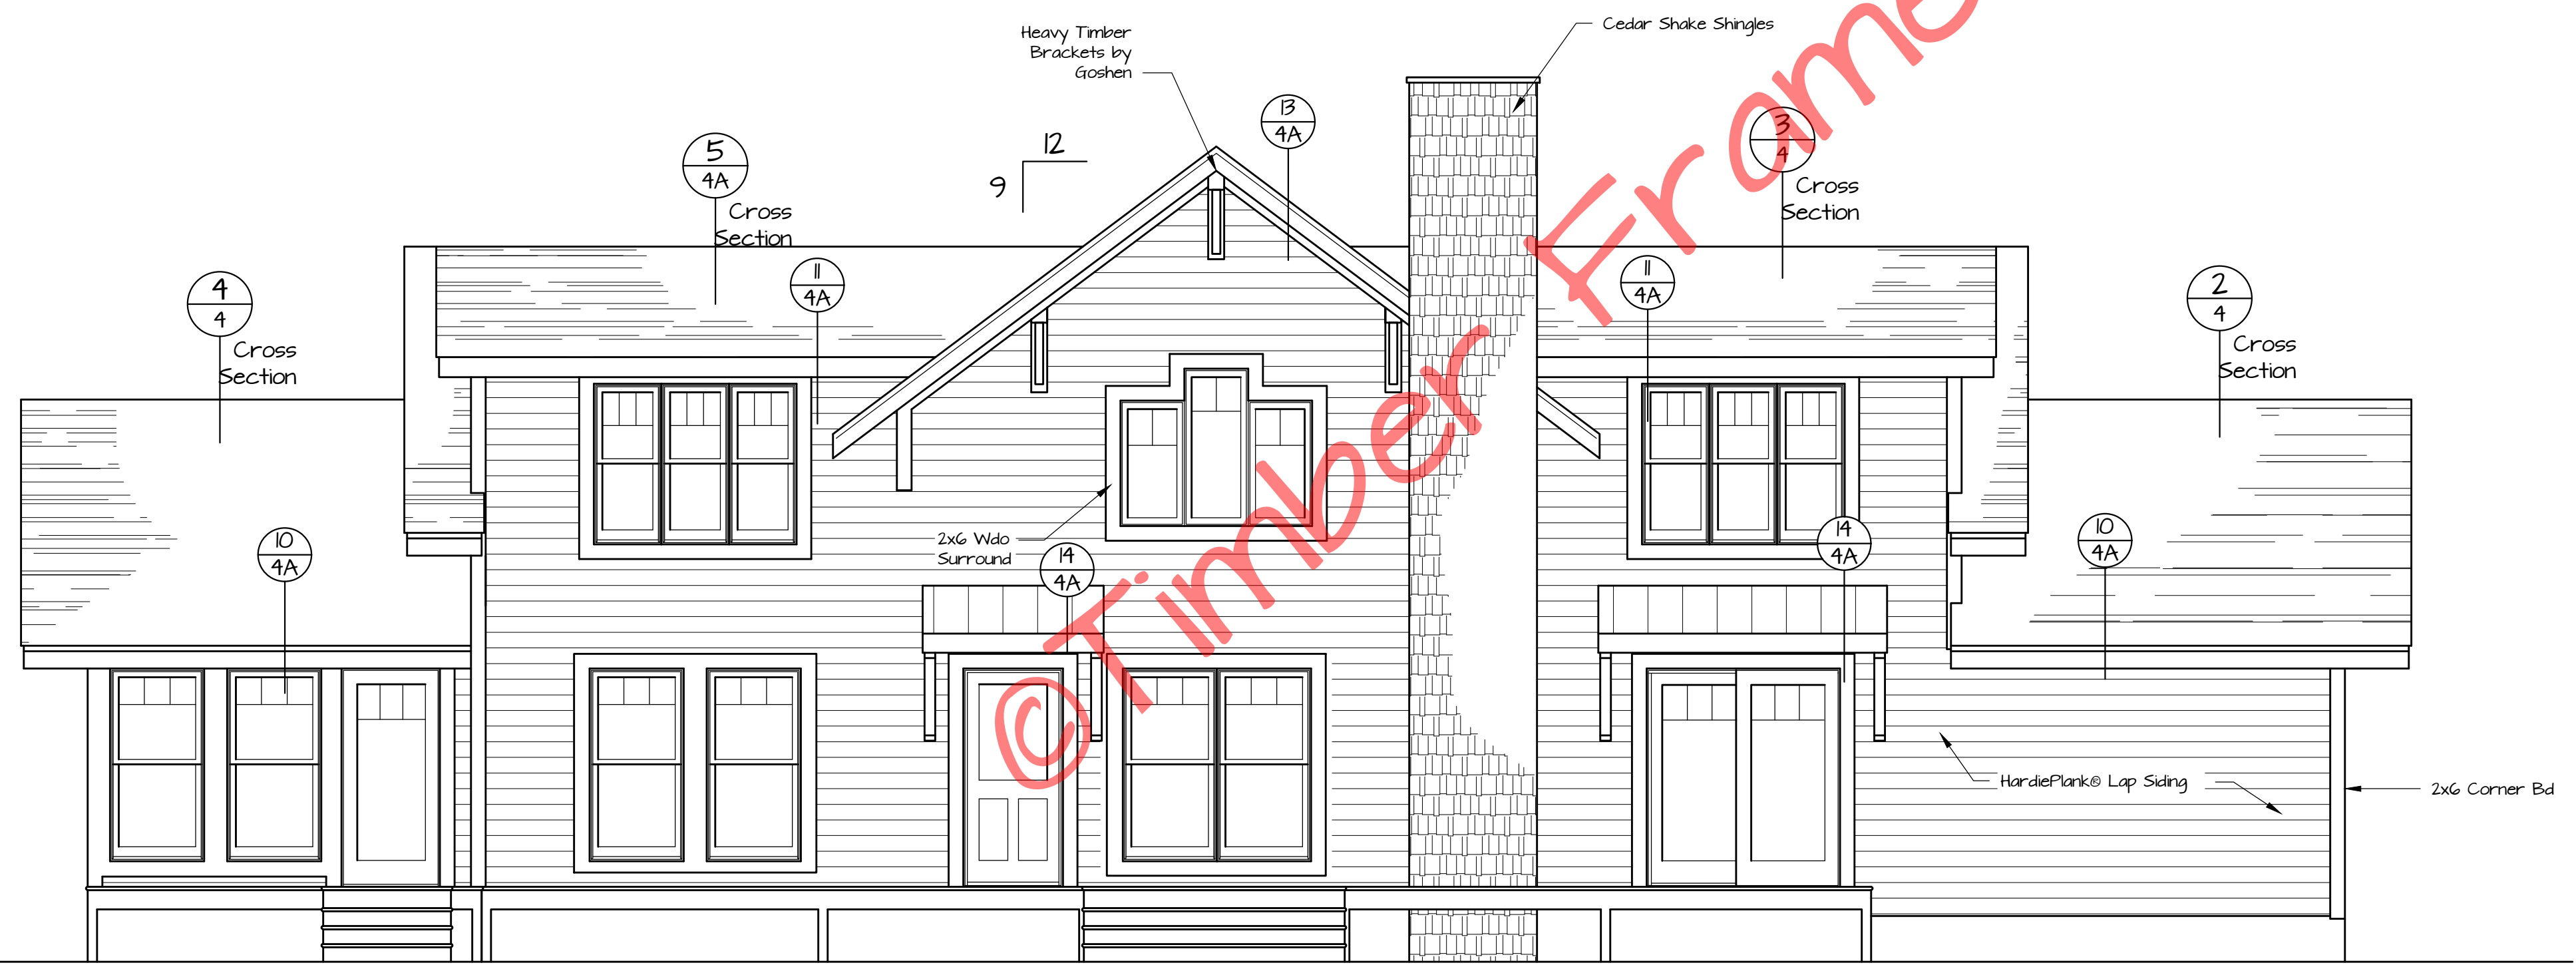 Heavy Timber
Brackets by
Goshen
Cedar Shake Shingles
13
4A
12
9
5
4A
Cross
Section
3
4
Cross
Section
11
4A
11
4A
4
4
Cross
Section
2
4
Cross
Section
2x6 Wdo
Surround
14
4A
14
4A
10
4A
10
4A
HardiePlank® Lap Siding
2x6 Corner Bd
©Timber Frame